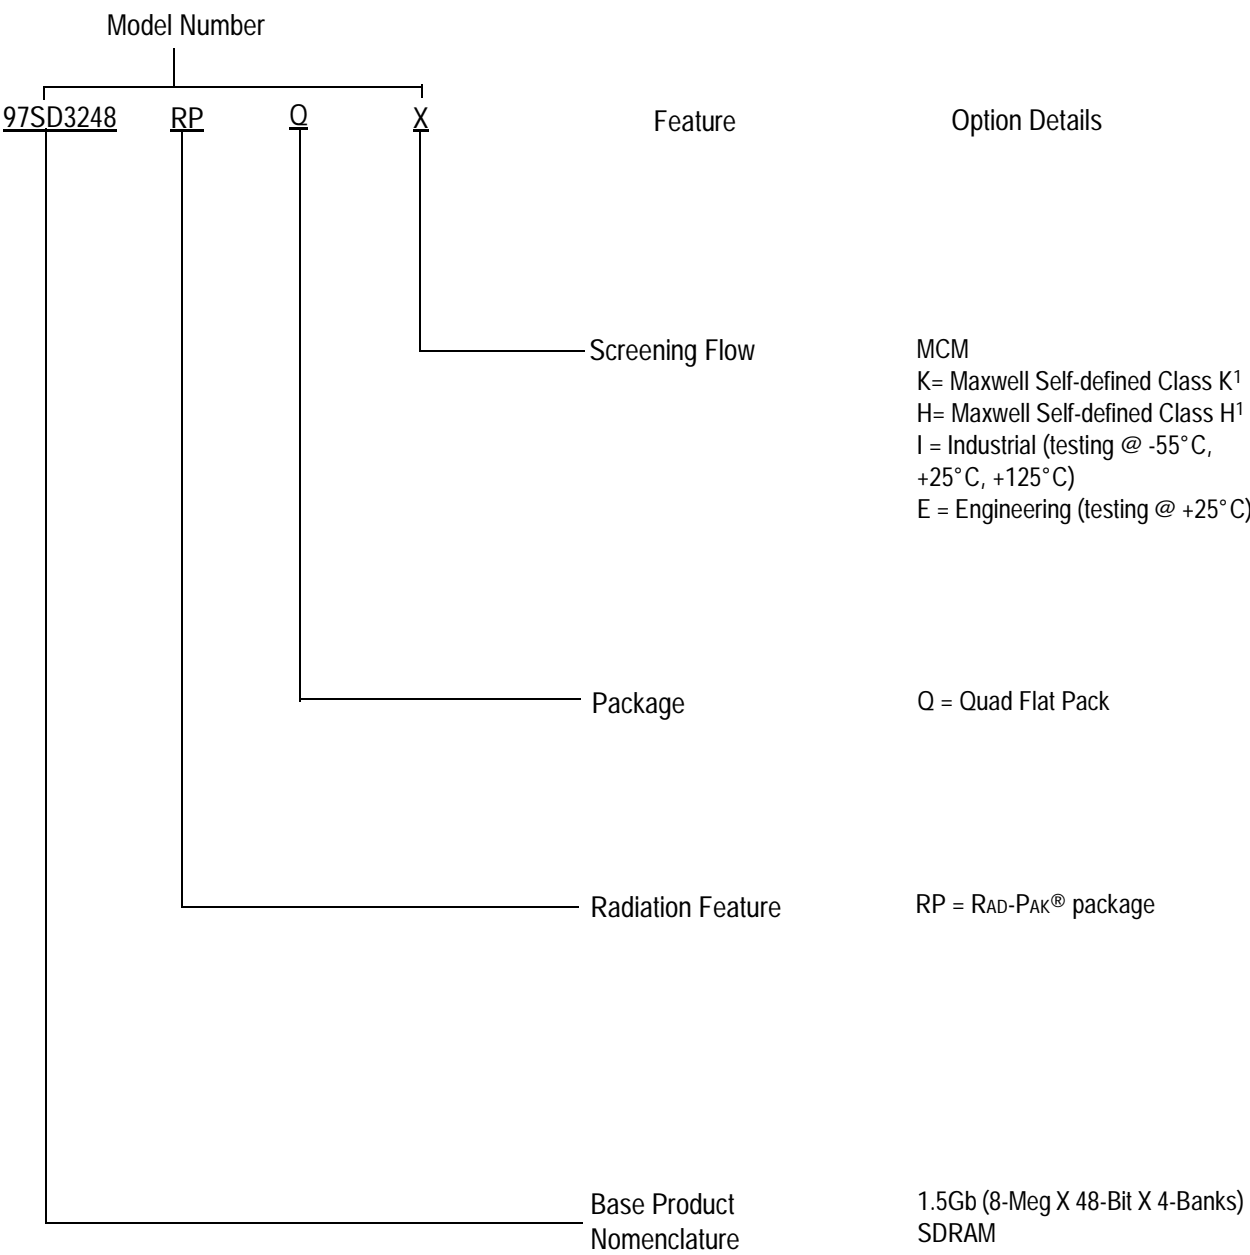 Model Number
97SD3248 RP Q X Feature Option Details
Screening Flow MCM
K= Maxwell Self-defined Class K1
H= Maxwell Self-defined Class H1
I = Industrial (testing @ -55°C,
+25°C, +125°C)
E = Engineering (testing @ +25°C)
Package Q = Quad Flat Pack
Radiation Feature RP = RAD-PAK® package
Base Product 1.5Gb (8-Meg X 48-Bit X 4-Banks)
Nomenclature SDRAM